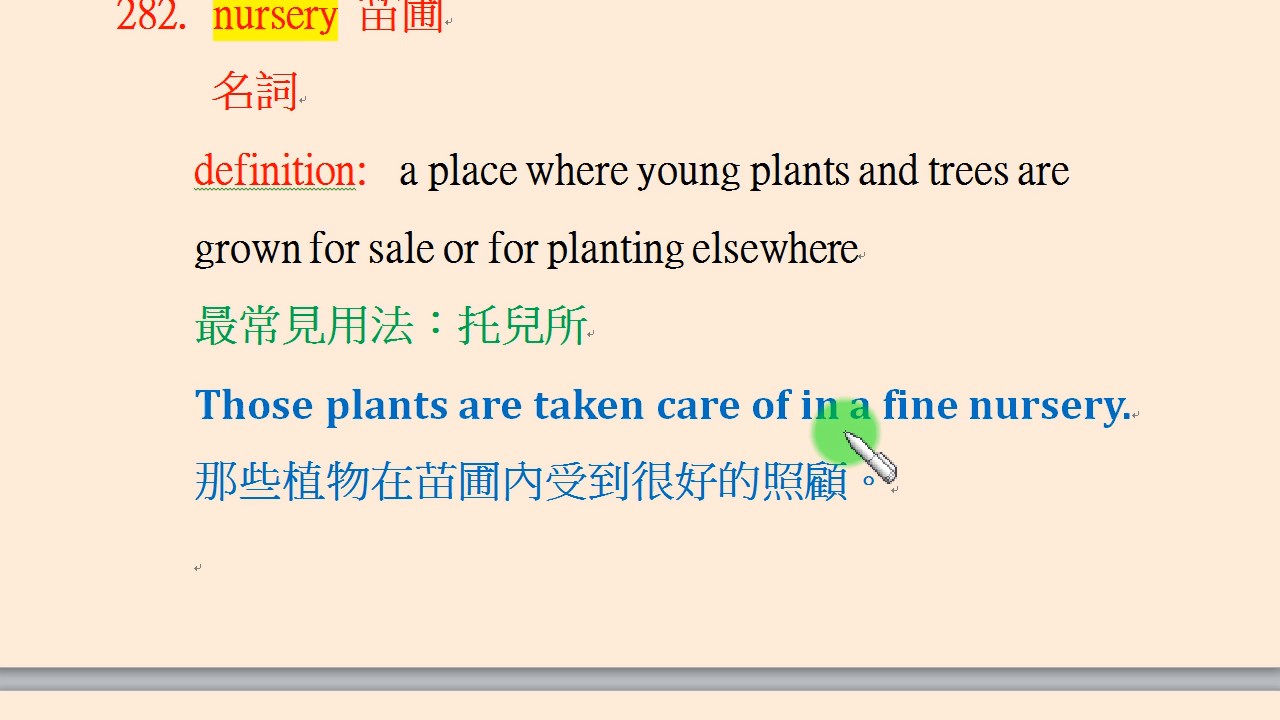 282. nursery 苗圃
名詞
definition: a place where young plants and trees are
grown for sale or for planting elsewhere
最常見用法：托兒所
Those plants are taken care of in a fine nursery.
那些植物在苗圃內受到很好的照顧。